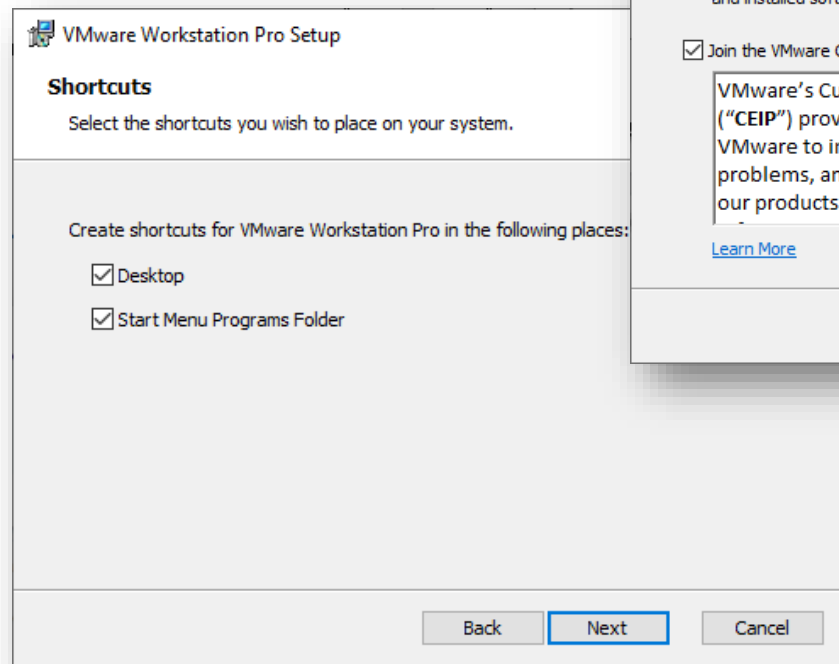 VMware Workstation Pro Setup
Shortcuts
Select the shortcuts you wish to place on your system.
Create shortcuts for VMware Workstation Pro in the following places:
Desktop
Start Menu Programs Folder
Back
Next
Cancel
Join the VMware
VMware's
("CEIP")
VMware to
problems,
our products
Learn More